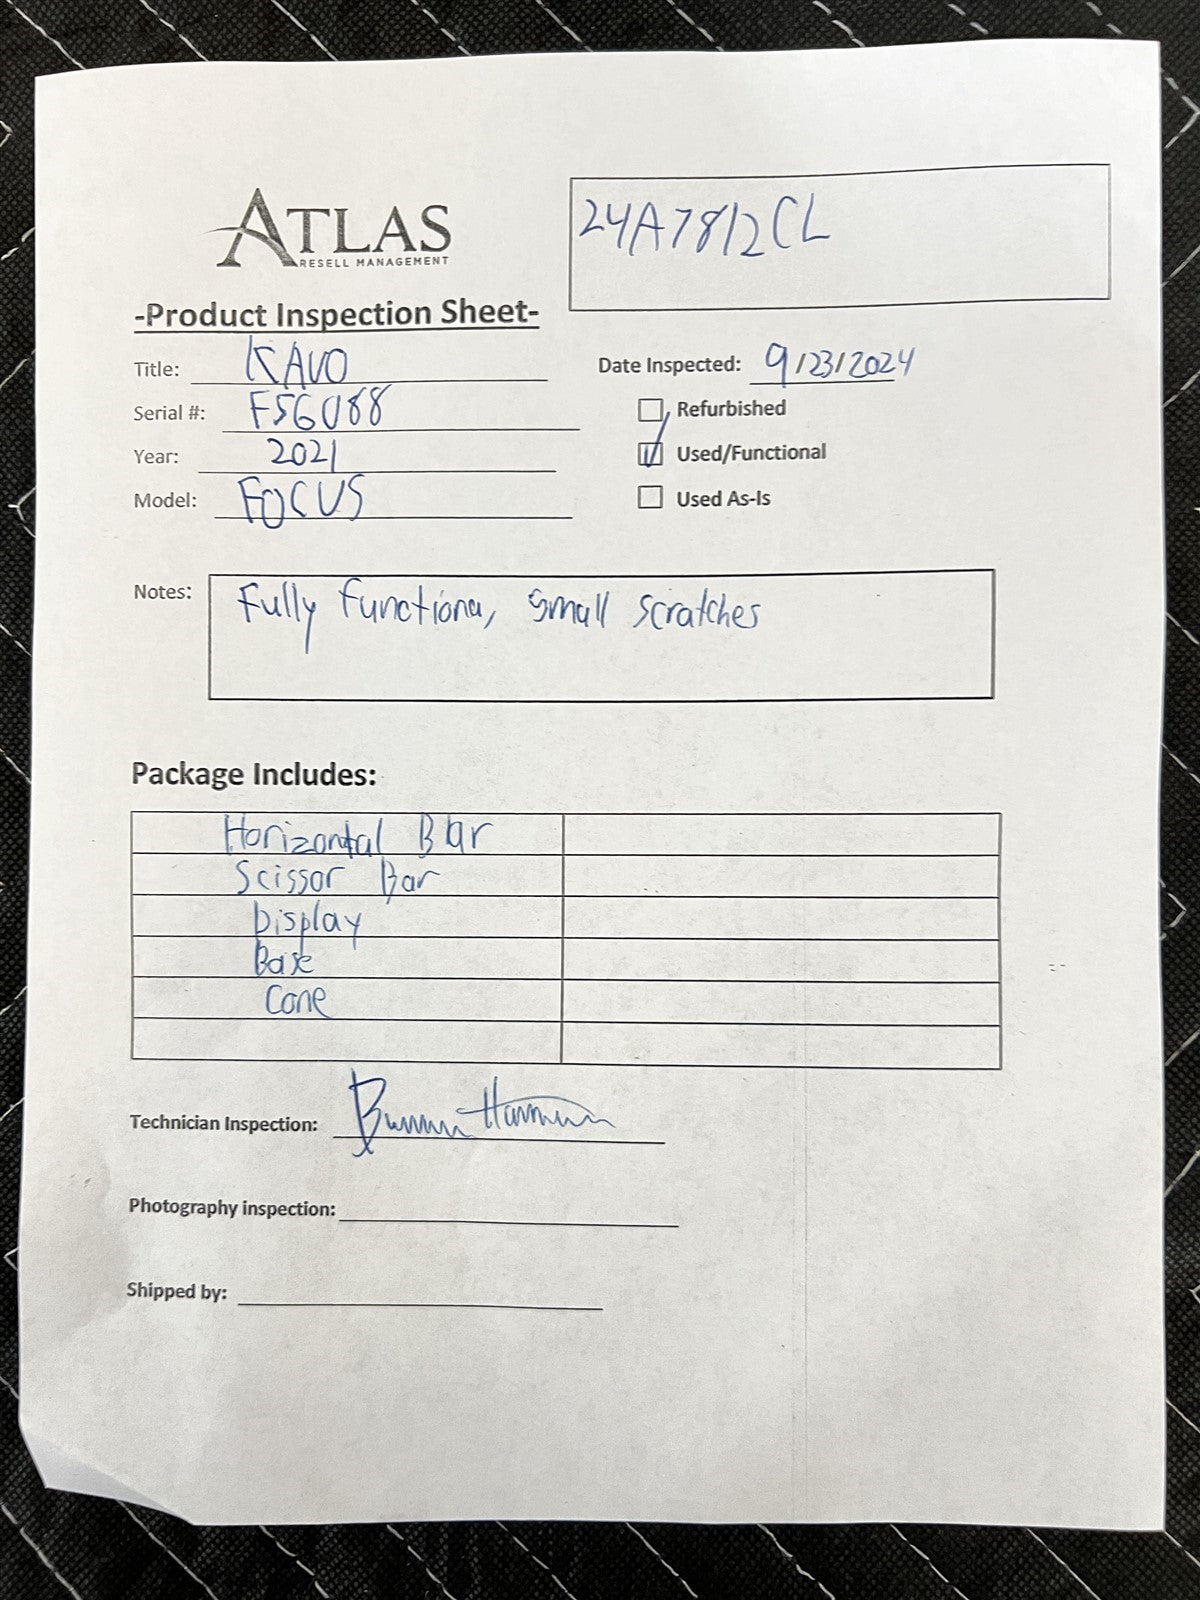 ATLAS
RESELL MANAGEMENT
24A7812CL
-Product Inspection Sheet-
Title: KAVO
Date Inspected: 9/23/2024
Serial #: FSG088
Refurbished
Year: 2021
Used/Functional
Model: FOCUS
Used As-Is
Notes: Fully functiona, small scratches
Package Includes:
Horizontal Bar
Scissor Bar
Display
Base
Cone
Technician Inspection:
Photography inspection:
Shipped by: